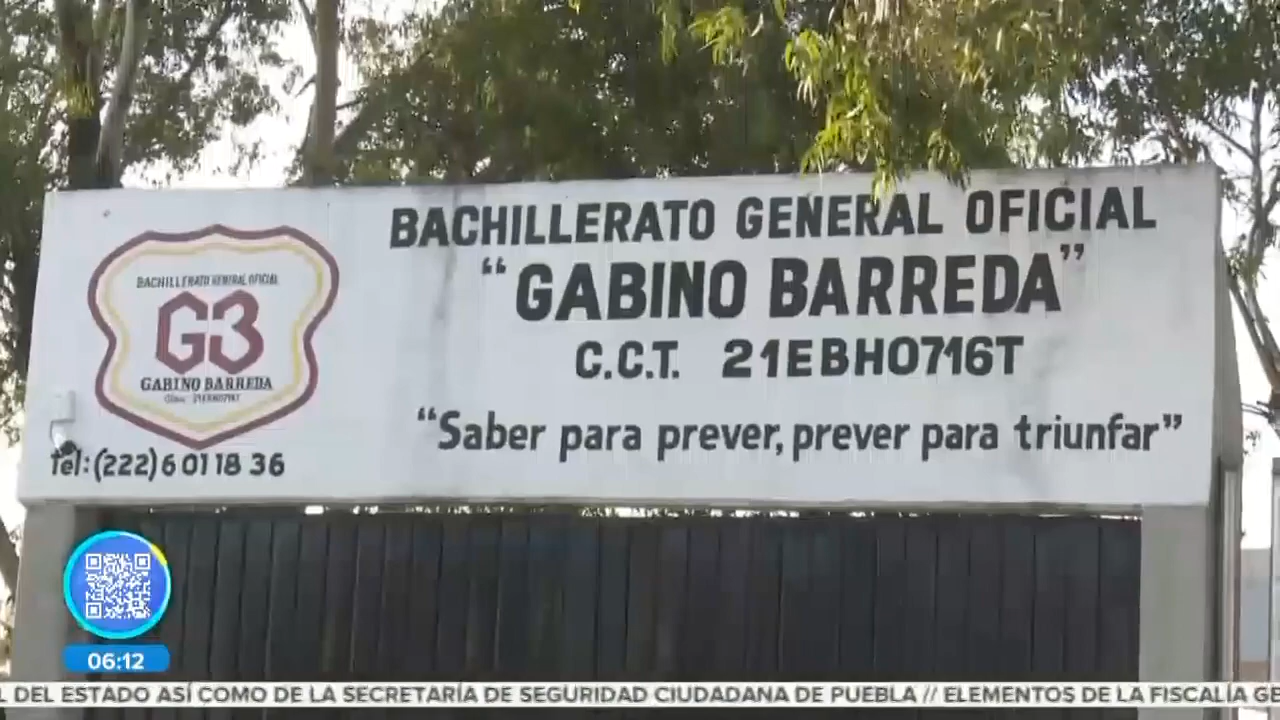 BACHILLERATO GENERAL OFICIAL
"GABINO BARREDA"
C.C.T. 21EBH0716T
"Saber para prever, prever para triunfar"
BACHILLERATO GENERAL OFICIAL
G3
GABINO BARREDA
Tel:(222)6 01 18 36
06:12
DEL ESTADO ASÍ COMO DE LA SECRETARÍA DE SEGURIDAD CIUDADANA DE PUEBLA // ELEMENTOS DE LA FISCALÍA GE